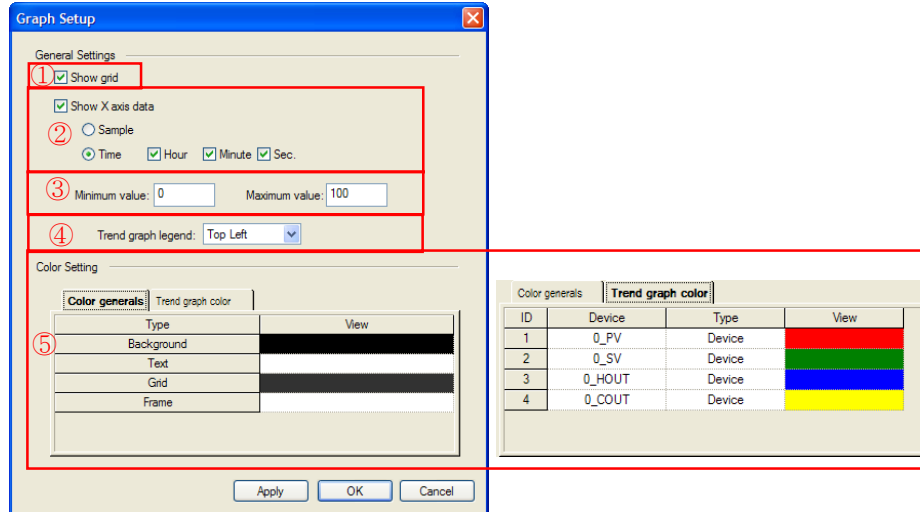 Graph Setup
General Settings
① Show grid
Show X axis data
② Sample
Time Hour Minute Sec.
③ Minimum value: 0 Maximum value: 100
④ Trend graph legend: Top Left
Color Setting
Color generals Trend graph color
Type View
Background
⑤
Text
Grid
Frame
Apply OK Cancel
Color generals Trend graph color
ID Device Type View
1 0_PV Device
2 0_SV Device
3 0_HOUT Device
4 0_COUT Device